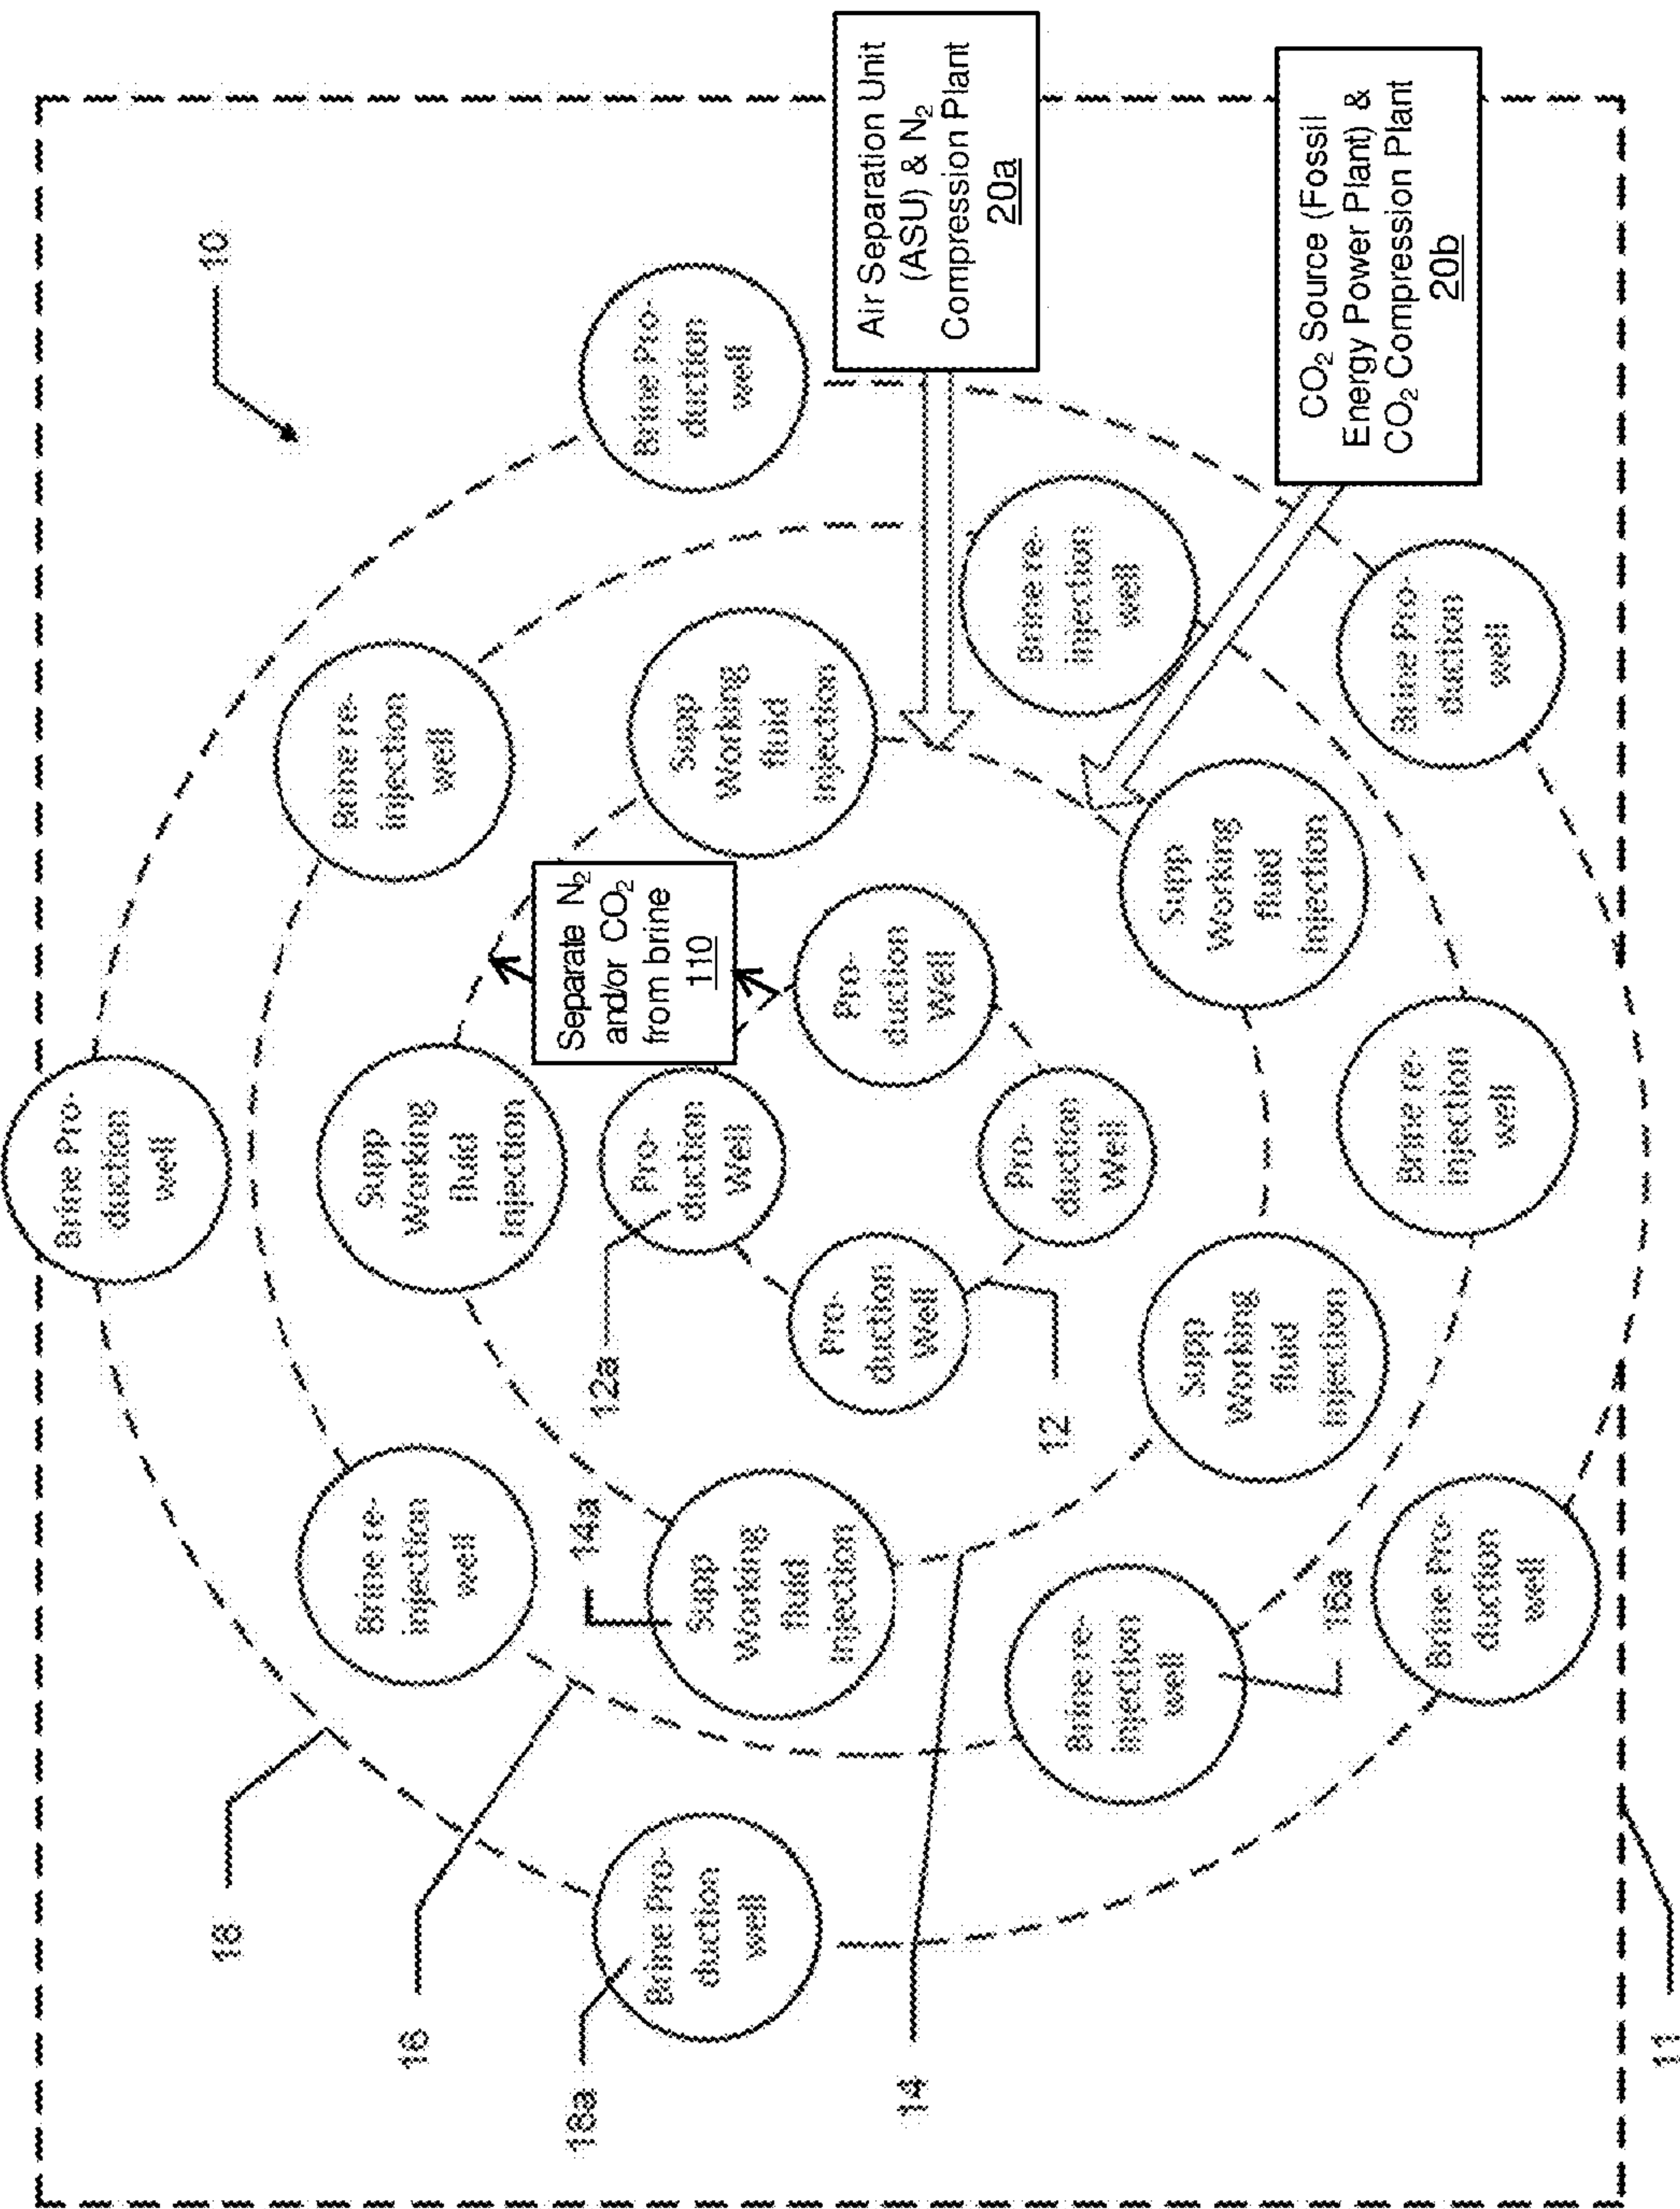 Brine Pro-
duction
well
18
10
Brine re-
injection
well
Brine re-
injection
well
16
Supp
Working
fluid
Injection
18a
14a
12a
Separate N₂
and/or CO₂
from brine
110
Brine Pro-
duction
well
Supp
Working
fluid
Injection
Pro-
duction
Well
Supp
Working
fluid
Injection
Brine Pro-
duction
well
Pro-
duction
Well
Pro-
duction
Well
Air Separation Unit
(ASU) & N₂
Compression Plant
20a
14
12
Pro-
duction
Well
Brine re-
injection
well
Brine re-
injection
well
Supp
Working
fluid
Injection
Supp
Working
fluid
Injection
CO₂ Source (Fossil
Energy Power Plant) &
CO₂ Compression Plant
20b
16a
Brine Pro-
duction
well
Brine re-
injection
well
Brine Pro-
duction
well
11